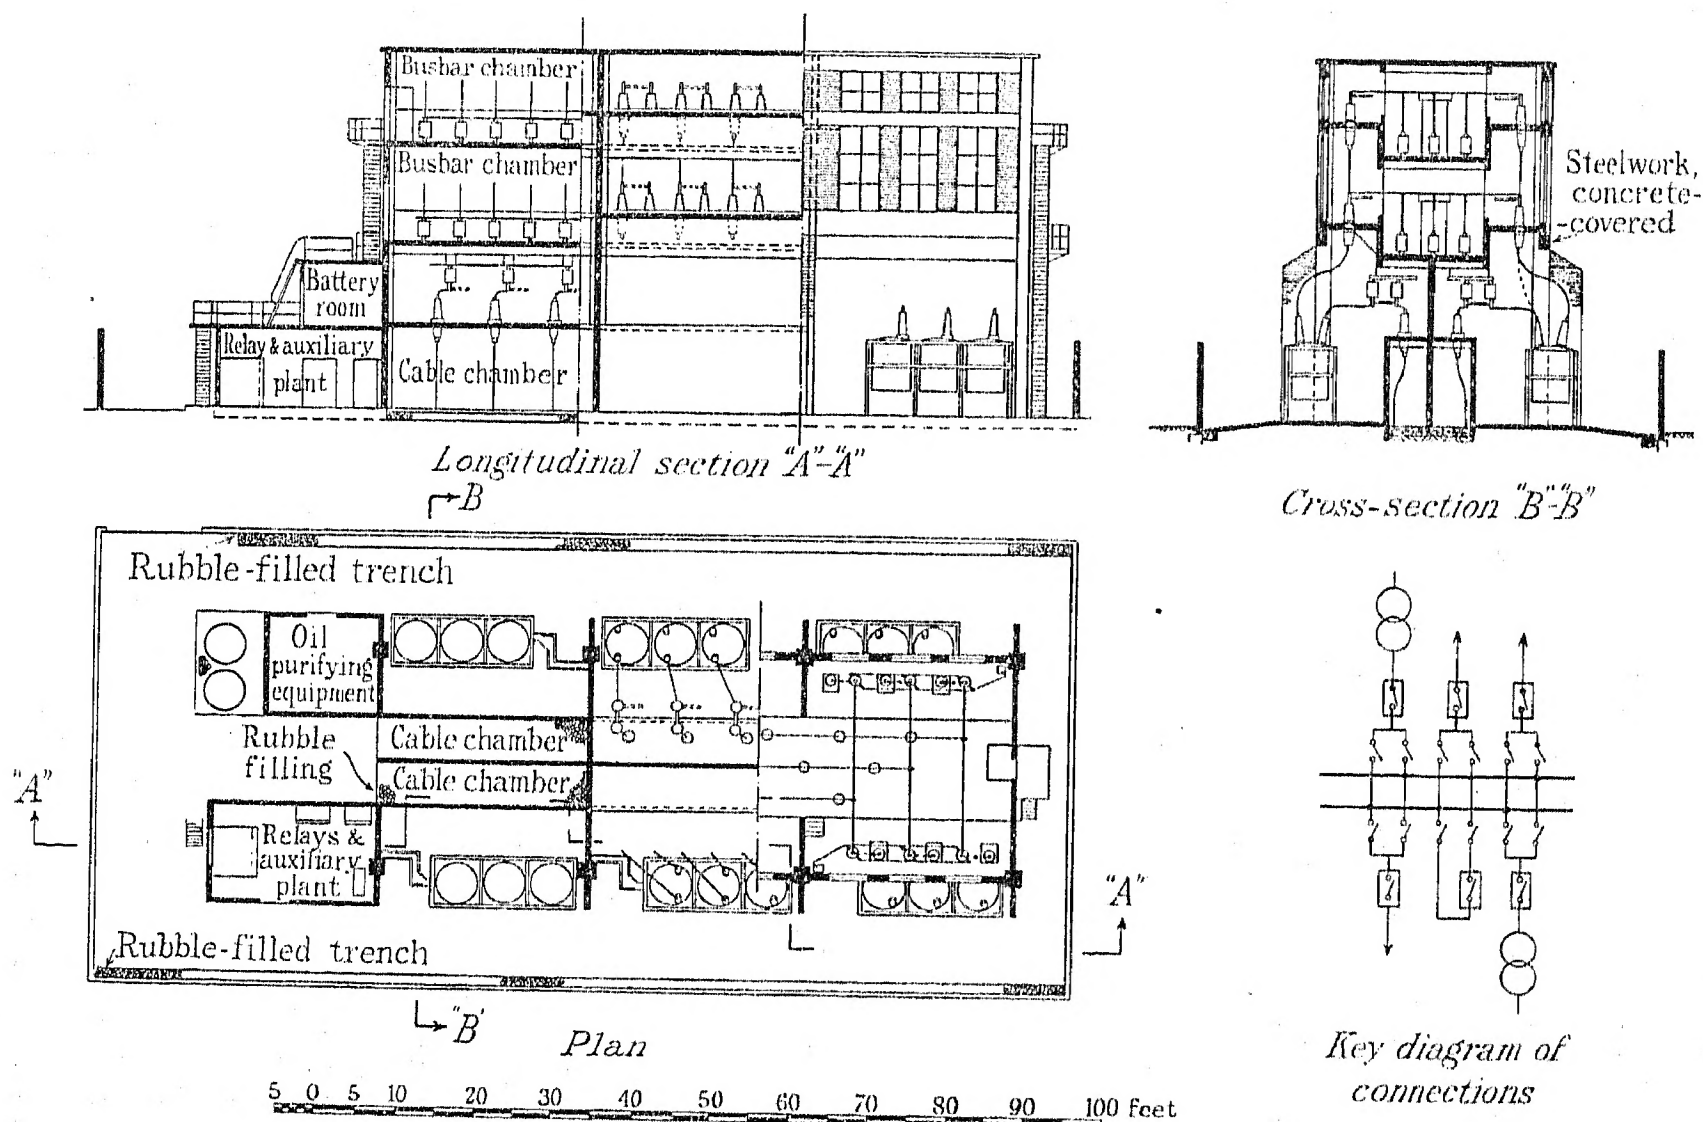 Busbar chamber
Busbar chamber
Battery
room
Relay & auxiliary
plant
Cable chamber
Steelwork,
concrete-
-covered
Longitudinal section "A"-"A"
Cross-section "B"-"B"
B
Rubble-filled trench
Oil
purifying
equipment
Cable chamber
Rubble
filling
Cable chamber
"A"
Relays &
auxiliary
plant
"A"
Rubble-filled trench
"B"
Plan
Key diagram of
connections
5 0 5 10 20 30 40 50 60 70 80 90 100 feet